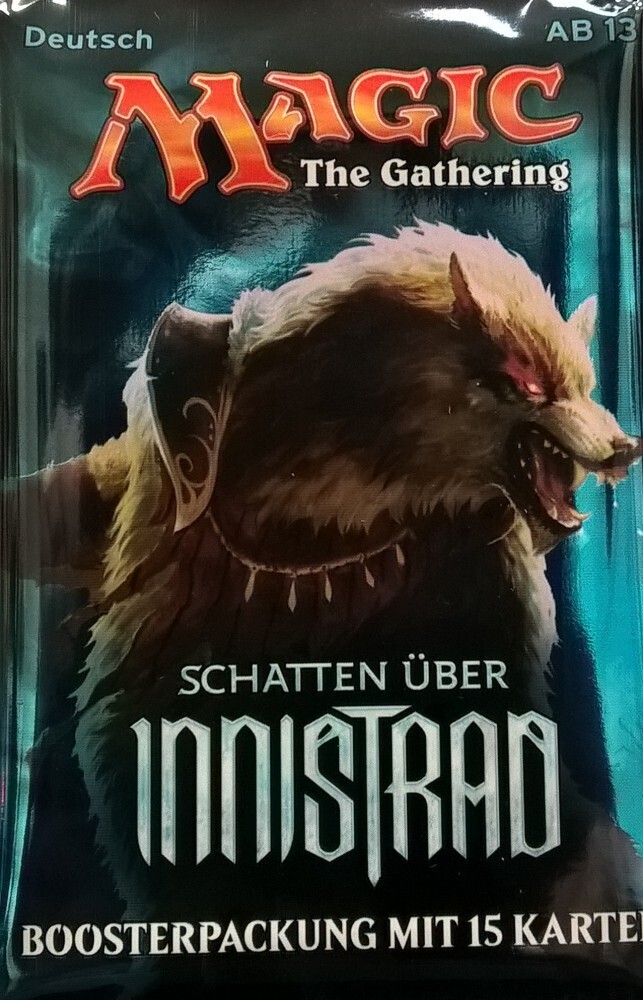 Deutsch
AB 13
MAGIC
The Gathering
SCHATTEN ÜBER
INNISTRAD
BOOSTERPACKUNG MIT 15 KARTE